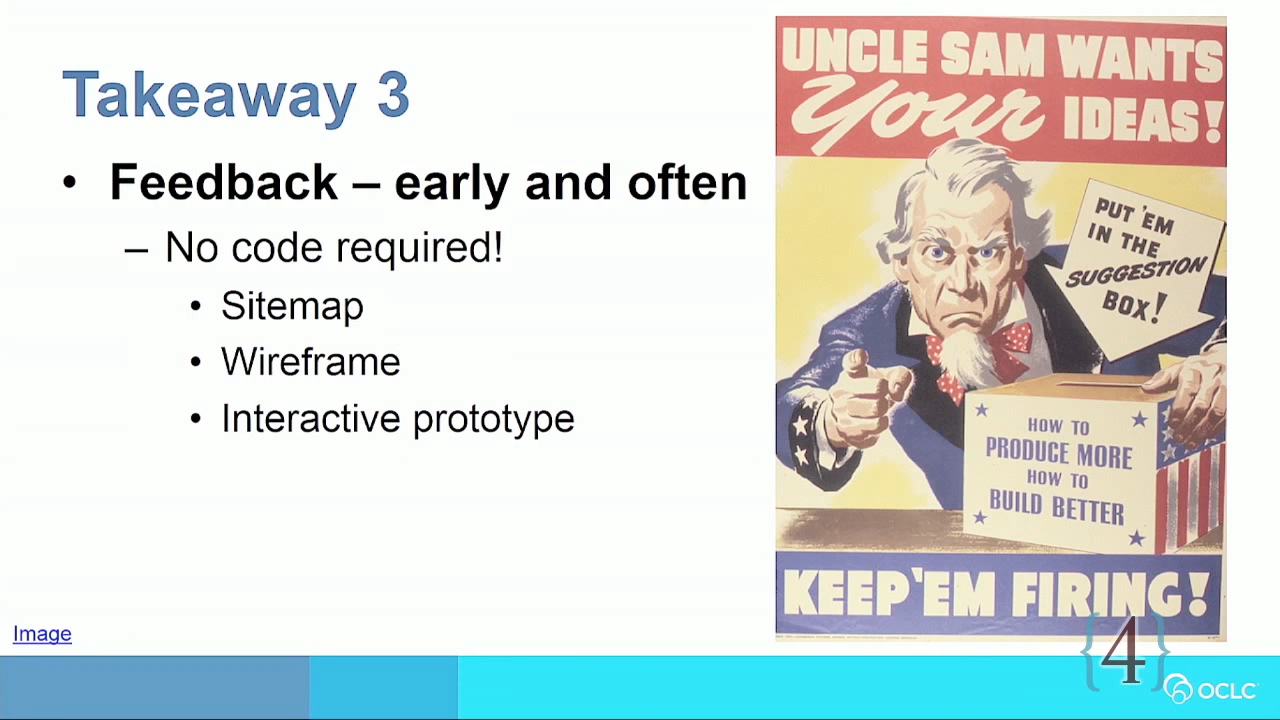 Takeaway 3
• Feedback – early and often
– No code required!
• Sitemap
• Wireframe
• Interactive prototype
Image
UNCLE SAM WANTS
Your IDEAS!
PUT 'EM
IN THE
SUGGESTION
BOX!
HOW TO
PRODUCE MORE
HOW TO
BUILD BETTER
KEEP 'EM FIRING!
{4}
OCLC